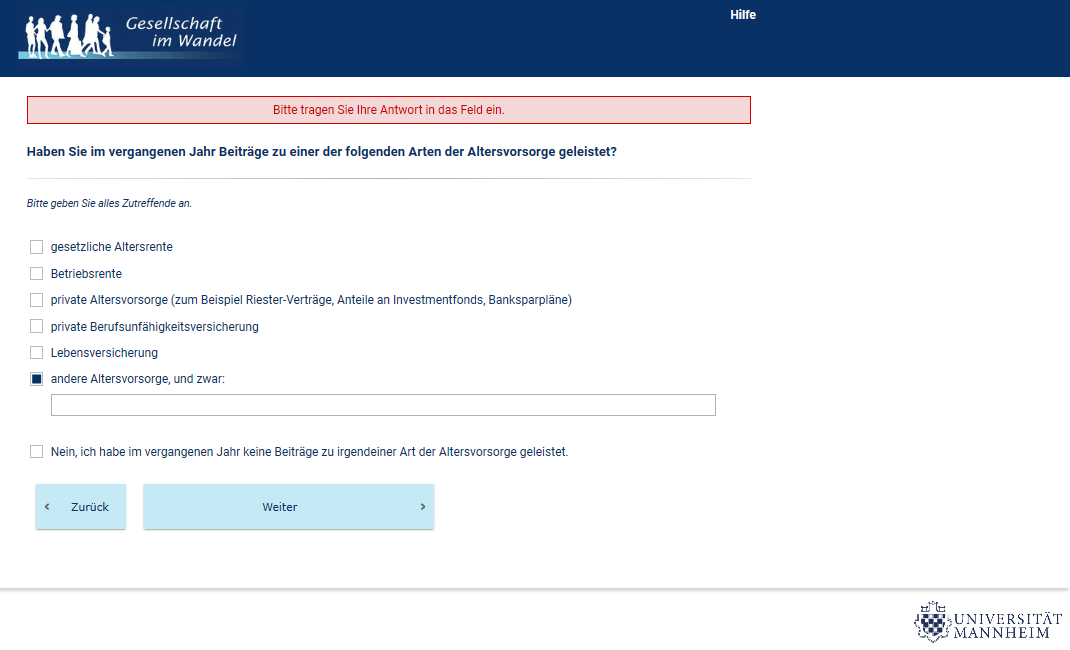 Gesellschaft
im Wandel
Hilfe
Bitte tragen Sie Ihre Antwort in das Feld ein.
Haben Sie im vergangenen Jahr Beiträge zu einer der folgenden Arten der Altersvorsorge geleistet?
Bitte geben Sie alles Zutreffende an.
gesetzliche Altersrente
Betriebsrente
private Altersvorsorge (zum Beispiel Riester-Verträge, Anteile an Investmentfonds, Banksparpläne)
private Berufsunfähigkeitsversicherung
Lebensversicherung
andere Altersvorsorge, und zwar:
Nein, ich habe im vergangenen Jahr keine Beiträge zu irgendeiner Art der Altersvorsorge geleistet.
Zurück
Weiter
UNIVERSITÄT
MANNHEIM